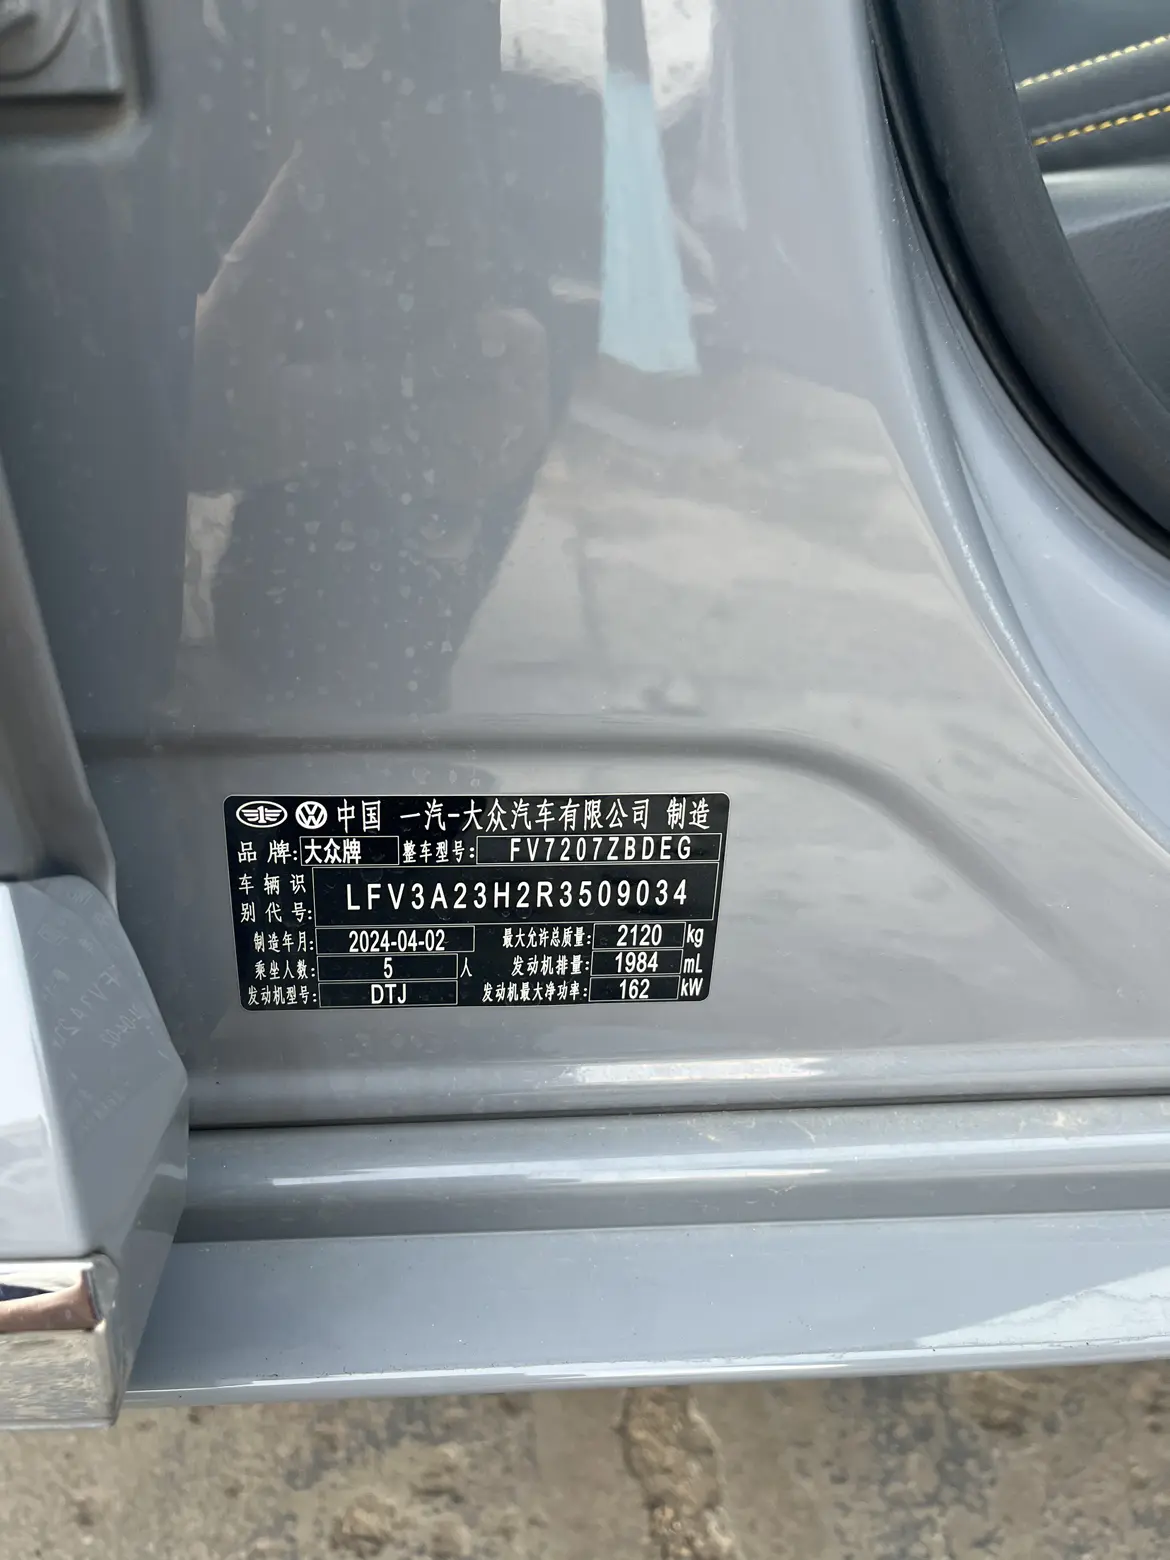 中国 一汽-大众汽车有限公司 制造
品牌: 大众牌 整车型号: FV7207ZBDEG
车辆识别代号: LFV3A23H2R3509034
制造年月: 2024-04-02 最大允许总质量: 2120 kg
乘坐人数: 5 人 发动机排量: 1984 mL
发动机型号: DTJ 发动机最大净功率: 162 kW